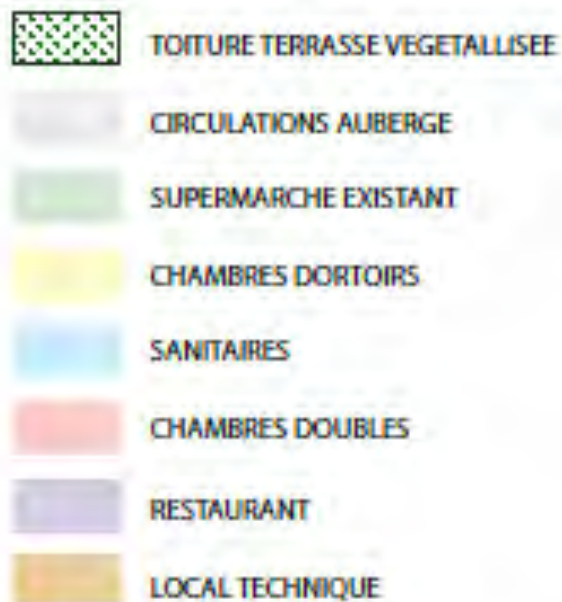 TOITURE TERRASSE VEGETALLISEE
CIRCULATIONS AUBERGE
SUPERMARCHE EXISTANT
CHAMBRES DORTOIRS
SANITAIRES
CHAMBRES DOUBLES
RESTAURANT
LOCAL TECHNIQUE